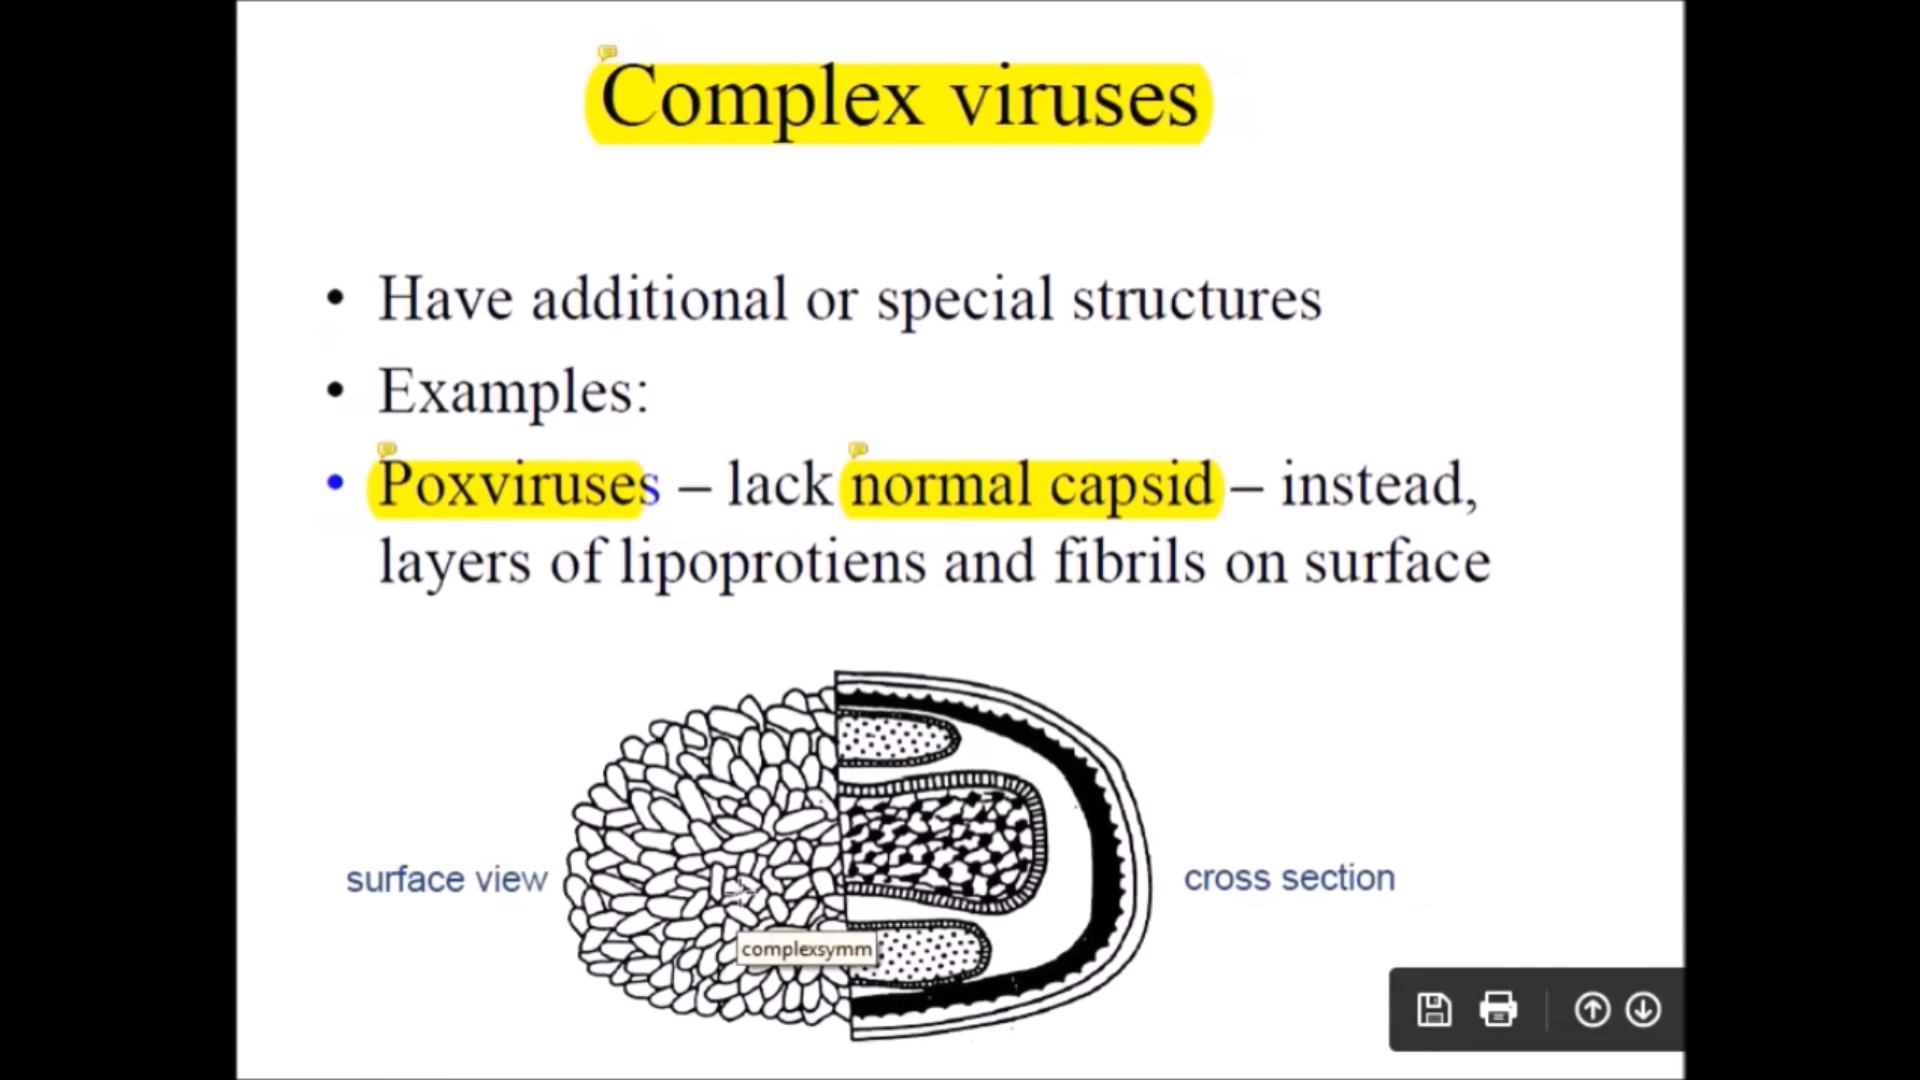 Complex viruses
• Have additional or special structures
• Examples:
• Poxviruses – lack normal capsid – instead,
layers of lipoprotiens and fibrils on surface
surface view
cross section
complexsymm